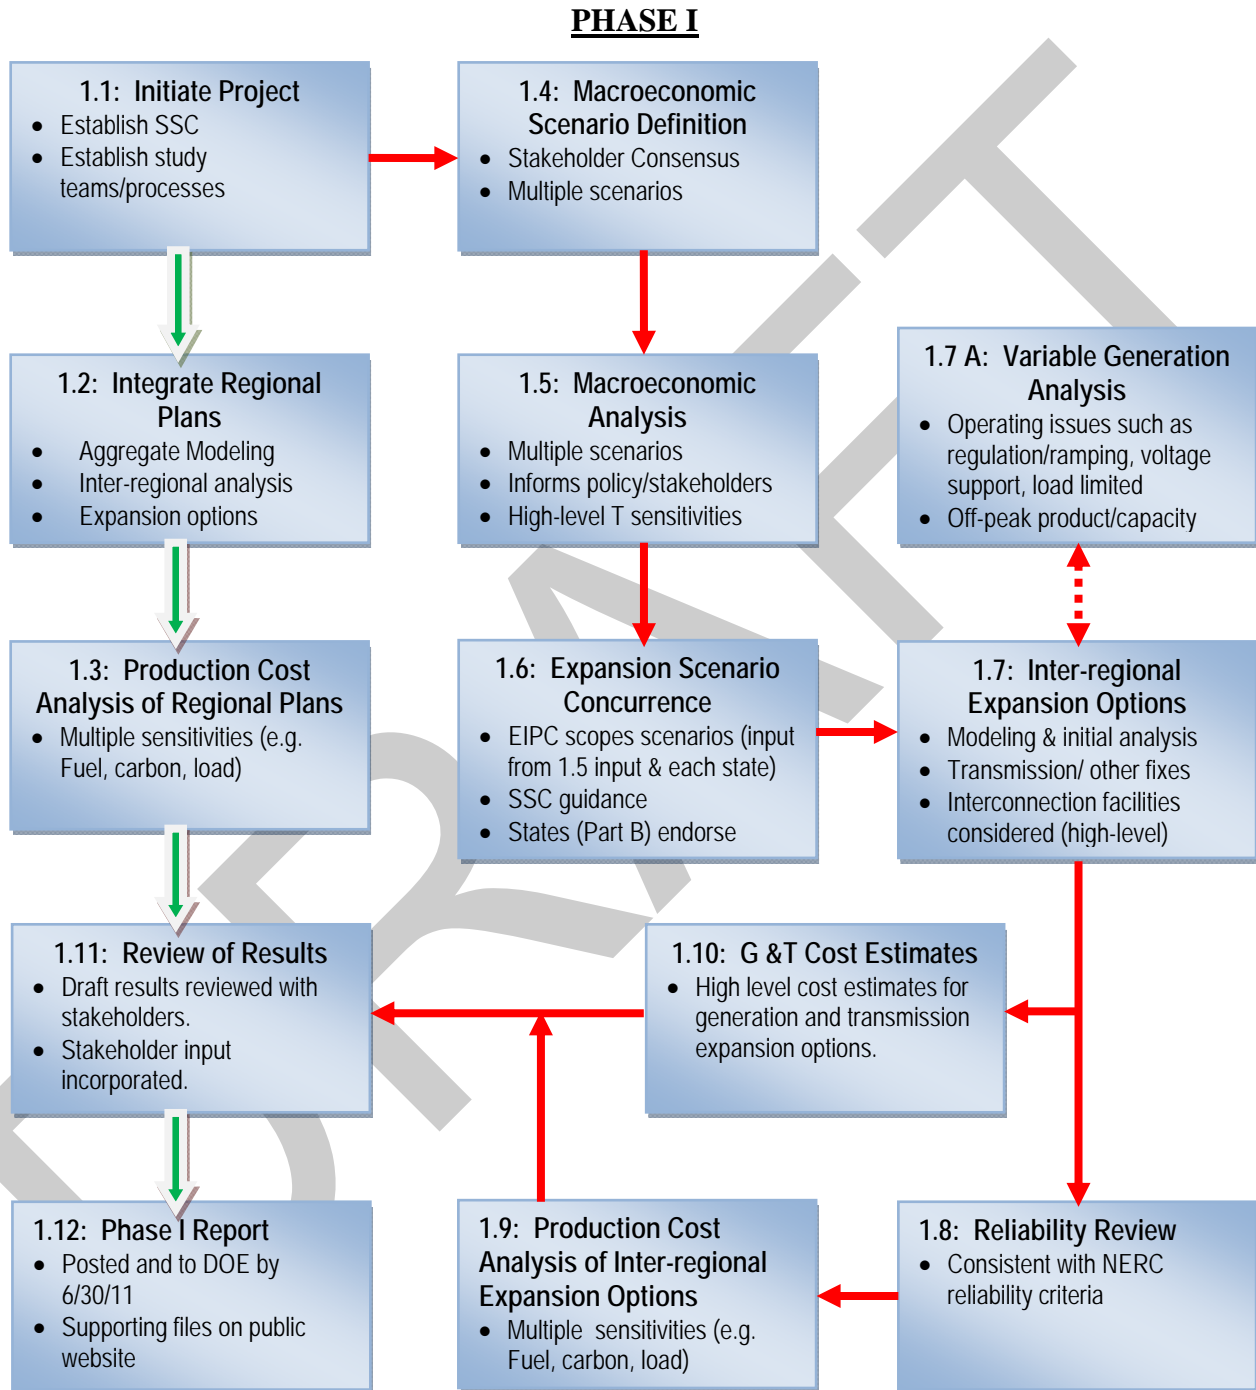 PHASE I
1.1: Initiate Project
• Establish SSC
• Establish study
teams/processes
1.4: Macroeconomic
Scenario Definition
• Stakeholder Consensus
• Multiple scenarios
1.2: Integrate Regional
Plans
• Aggregate Modeling
• Inter-regional analysis
• Expansion options
1.5: Macroeconomic
Analysis
• Multiple scenarios
• Informs policy/stakeholders
• High-level T sensitivities
1.7 A: Variable Generation
Analysis
• Operating issues such as
regulation/ramping, voltage
support, load limited
• Off-peak product/capacity
1.3: Production Cost
Analysis of Regional Plans
• Multiple sensitivities (e.g.
Fuel, carbon, load)
1.6: Expansion Scenario
Concurrence
• EIPC scopes scenarios (input
from 1.5 input & each state)
• SSC guidance
• States (Part B) endorse
1.7: Inter-regional
Expansion Options
• Modeling & initial analysis
• Transmission/ other fixes
• Interconnection facilities
considered (high-level)
1.11: Review of Results
• Draft results reviewed with
stakeholders.
• Stakeholder input
incorporated.
1.10: G &T Cost Estimates
• High level cost estimates for
generation and transmission
expansion options.
1.12: Phase I Report
• Posted and to DOE by
6/30/11
• Supporting files on public
website
1.9: Production Cost
Analysis of Inter-regional
Expansion Options
• Multiple sensitivities (e.g.
Fuel, carbon, load)
1.8: Reliability Review
• Consistent with NERC
reliability criteria
DRAFT